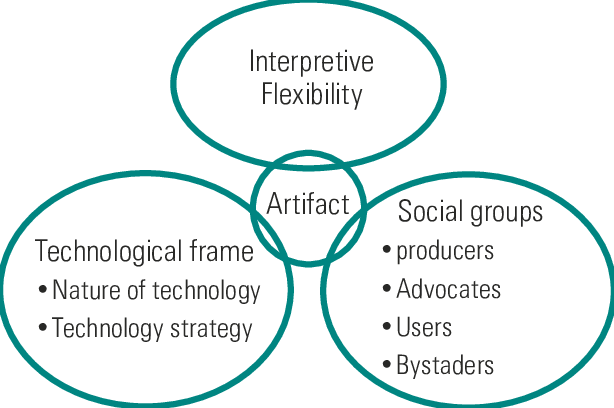 Interpretive
Flexibility
Artifact
Technological frame
• Nature of technology
• Technology strategy
Social groups
• producers
• Advocates
• Users
• Bystaders